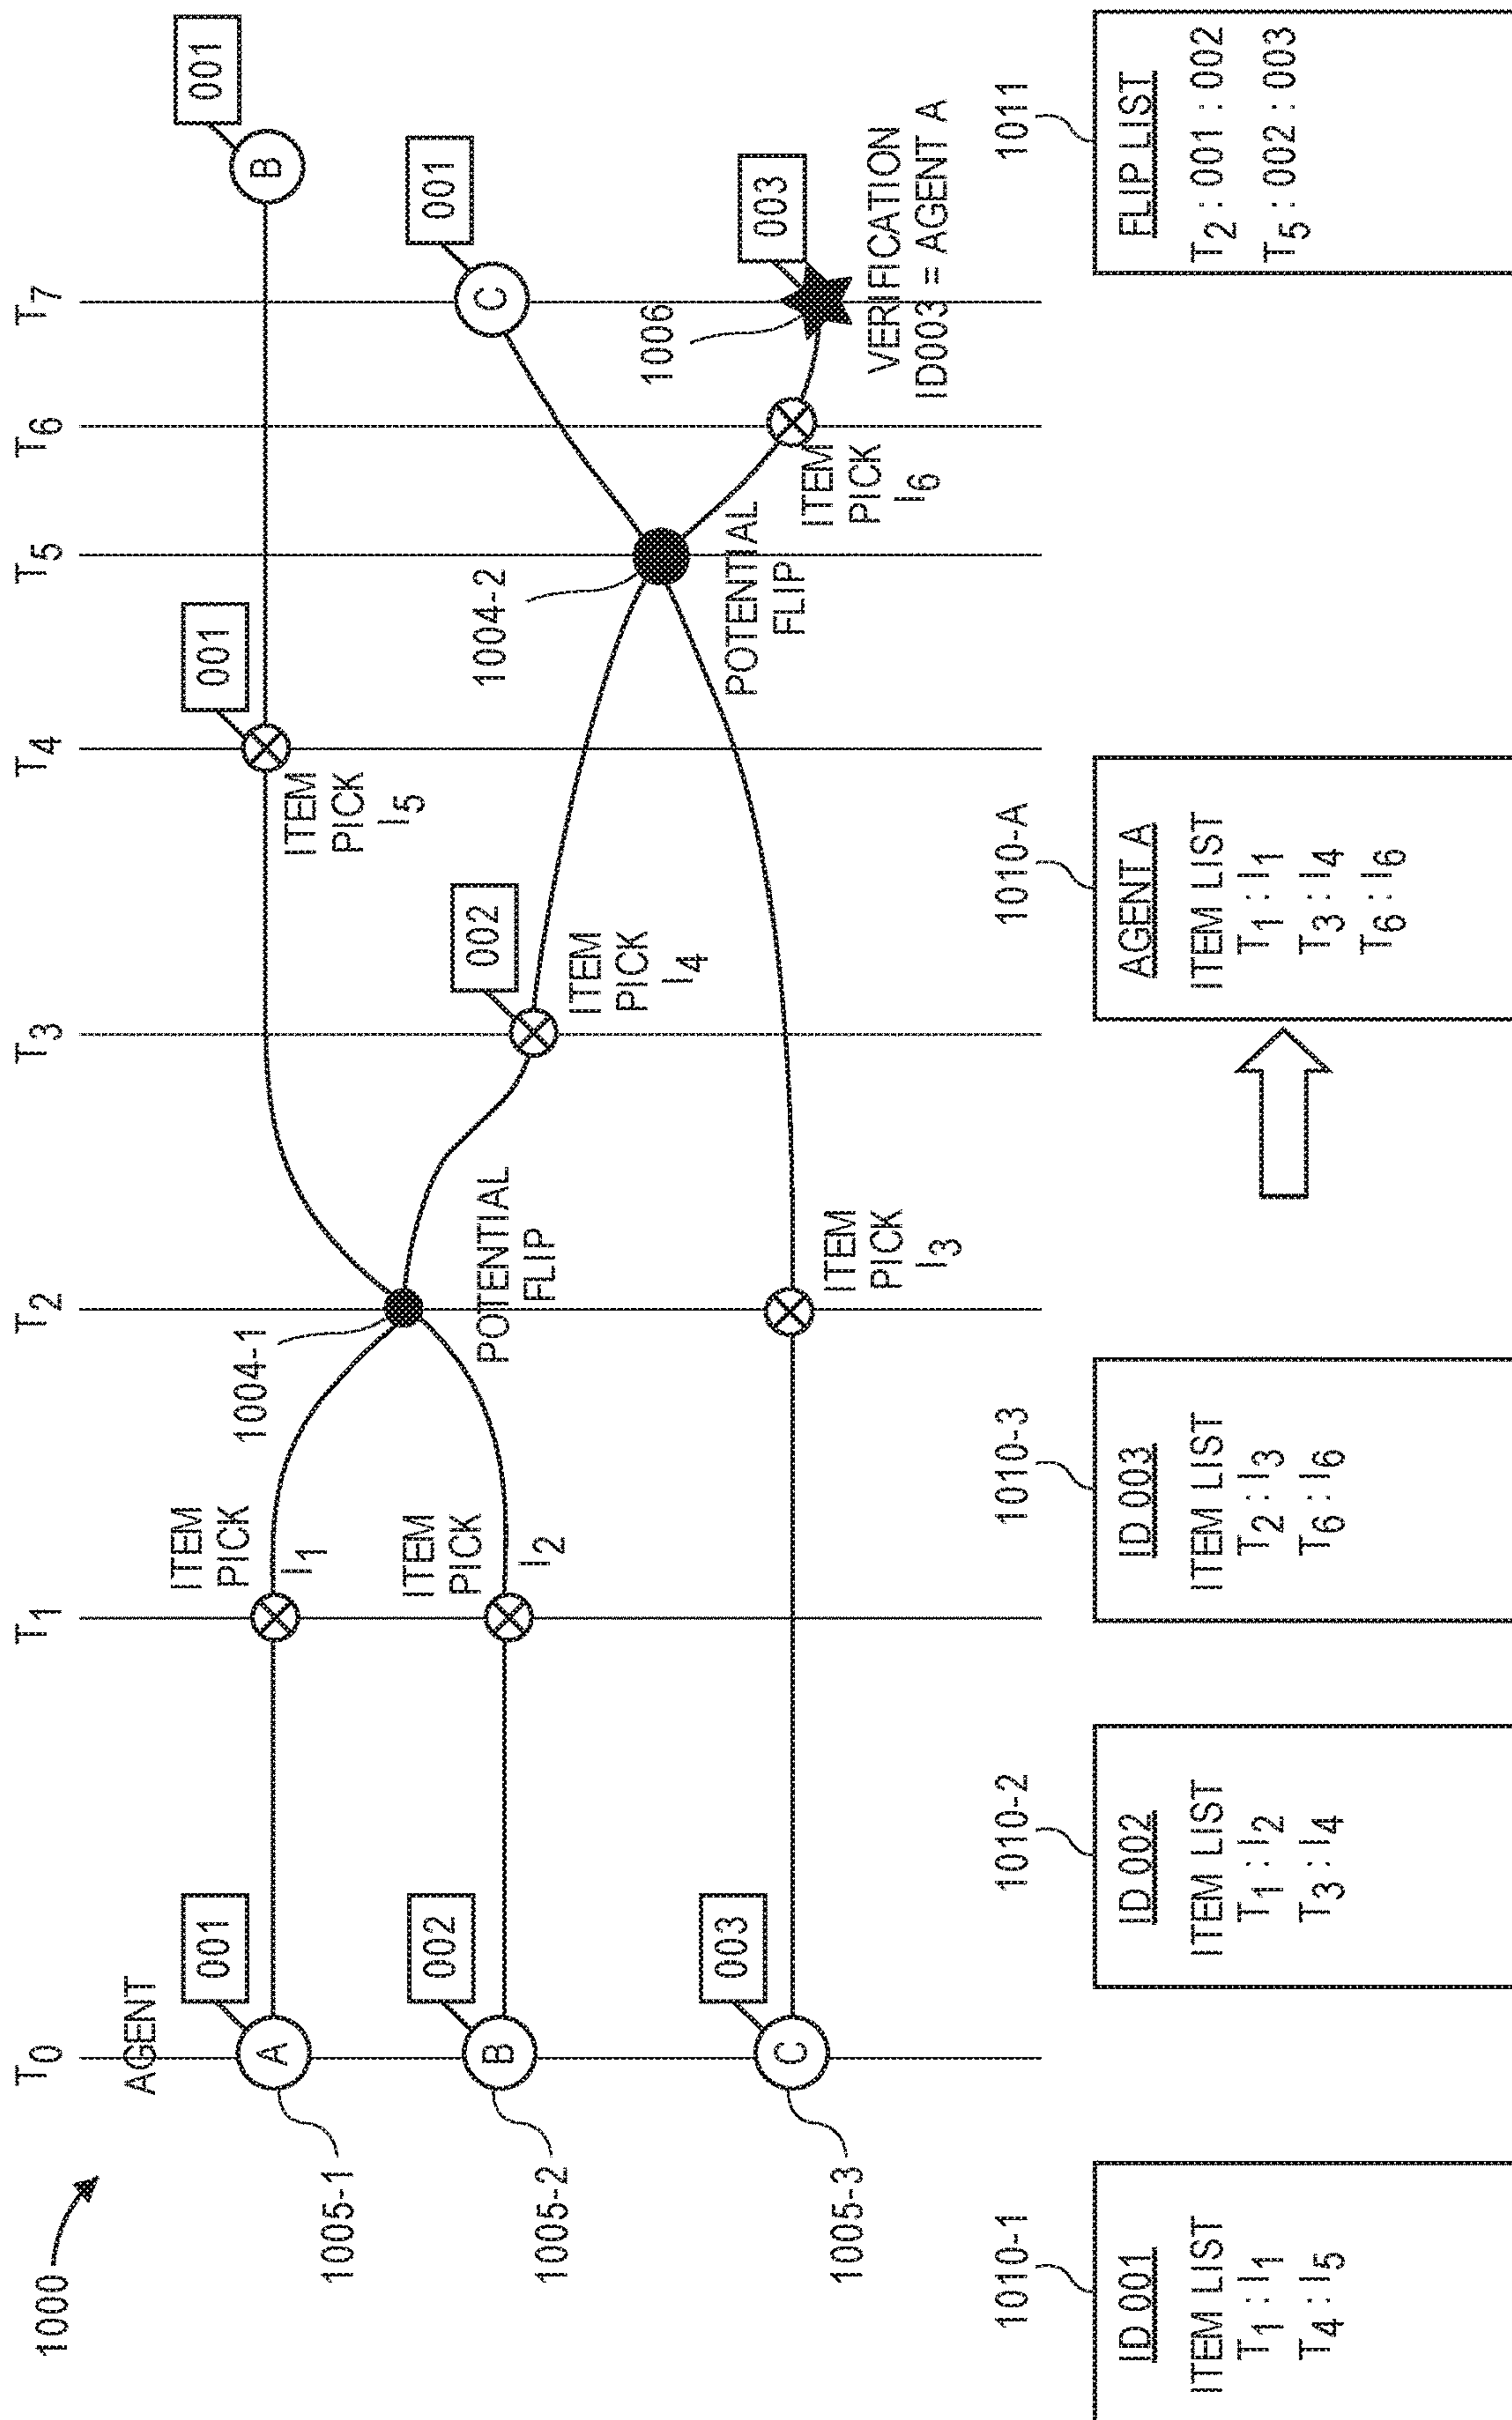 1000
T0
T1
T2
T3
T4
T5
T6
T7
AGENT
A
001
1005-1
B
002
1005-2
C
003
1005-3
ITEM
PICK
I1
ITEM
PICK
I2
1004-1
POTENTIAL
FLIP
ITEM
PICK
I3
002
ITEM
PICK
I4
001
ITEM
PICK
I5
1004-2
POTENTIAL
FLIP
ITEM
PICK
I6
B
001
C
001
1006
003
VERIFICATION
ID003 = AGENT A
1010-1
ID 001
ITEM LIST
T1 : I1
T4 : I5
1010-2
ID 002
ITEM LIST
T1 : I2
T3 : I4
1010-3
ID 003
ITEM LIST
T2 : I3
T6 : I6
1010-A
AGENT A
ITEM LIST
T1 : I1
T3 : I4
T6 : I6
1011
FLIP LIST
T2 : 001 : 002
T5 : 002 : 003